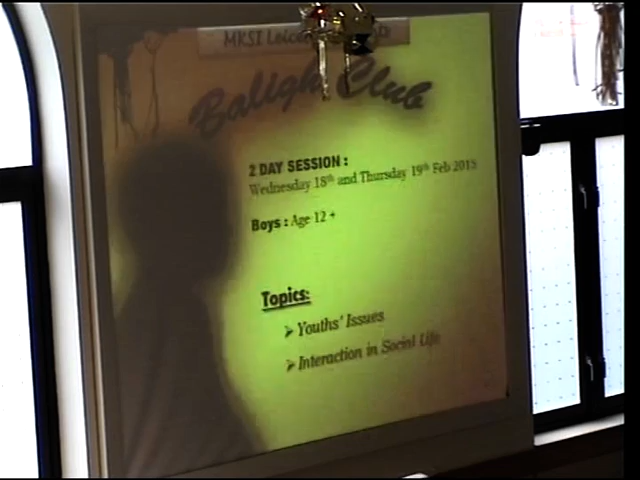 MKSI Leices
Baligh Club
2 DAY SESSION :
Wednesday 18th and Thursday 19th Feb 2015
Boys : Age 12 +
Topics:
➢ Youths' Issues
➢ Interaction in Social Life